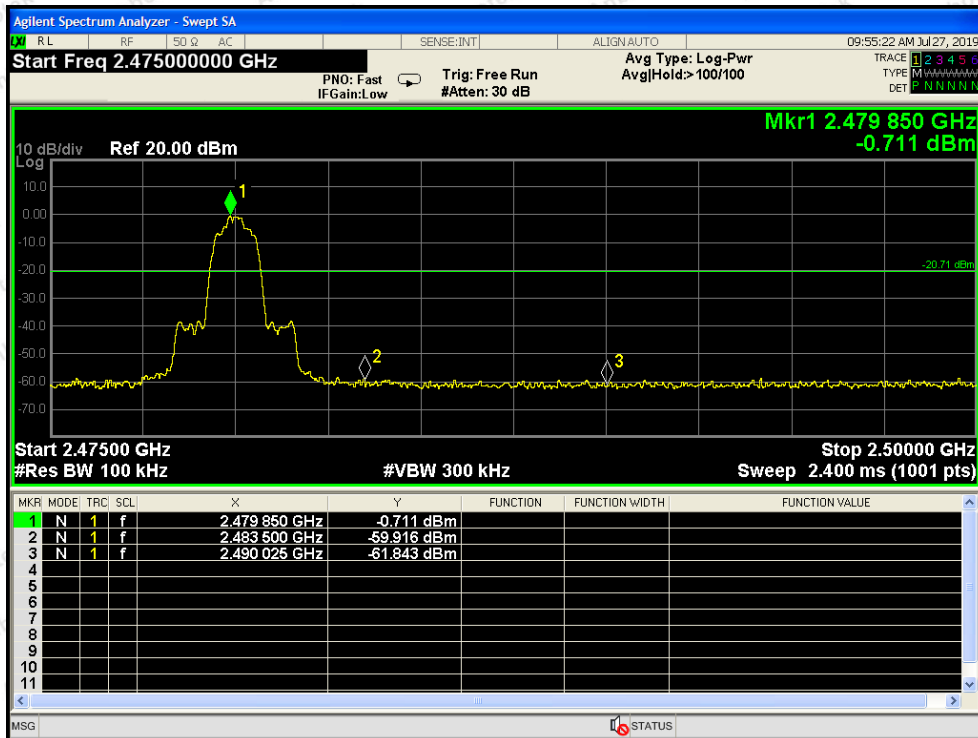 Agilent Spectrum Analyzer - Swept SA
LXI RL RF 50 Ω AC SENSE:INT ALIGN AUTO 09:55:22 AM Jul 27, 2019
Start Freq 2.475000000 GHz
PNO: Fast
IFGain:Low
Trig: Free Run
#Atten: 30 dB
Avg Type: Log-Pwr
Avg|Hold:>100/100
TRACE 1 2 3 4 5 6
TYPE M W W W W W
DET P N N N N N
Mkr1 2.479 850 GHz
-0.711 dBm
10 dB/div Ref 20.00 dBm
Log
10.0
0.00
-10.0
-20.0
-30.0
-40.0
-50.0
-60.0
-70.0
1
2
3
-20.71 dBm
Start 2.47500 GHz Stop 2.50000 GHz
#Res BW 100 kHz #VBW 300 kHz Sweep 2.400 ms (1001 pts)
MKR MODE TRC SCL X Y FUNCTION FUNCTION WIDTH FUNCTION VALUE
1 N 1 f 2.479 850 GHz -0.711 dBm
2 N 1 f 2.483 500 GHz -59.916 dBm
3 N 1 f 2.490 025 GHz -61.843 dBm
4
5
6
7
8
9
10
11
MSG STATUS